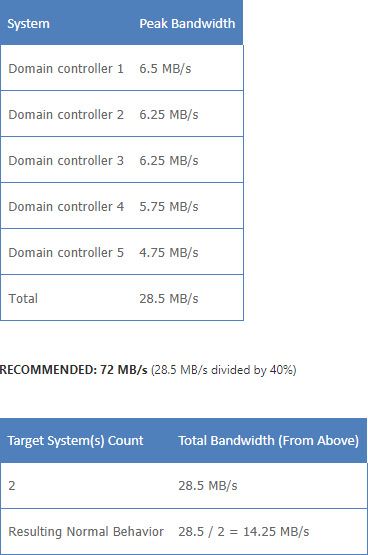 System Peak Bandwidth
Domain controller 1 6.5 MB/s
Domain controller 2 6.25 MB/s
Domain controller 3 6.25 MB/s
Domain controller 4 5.75 MB/s
Domain controller 5 4.75 MB/s
Total 28.5 MB/s
RECOMMENDED: 72 MB/s (28.5 MB/s divided by 40%)
Target System(s) Count Total Bandwidth (From Above)
2 28.5 MB/s
Resulting Normal Behavior 28.5 / 2 = 14.25 MB/s